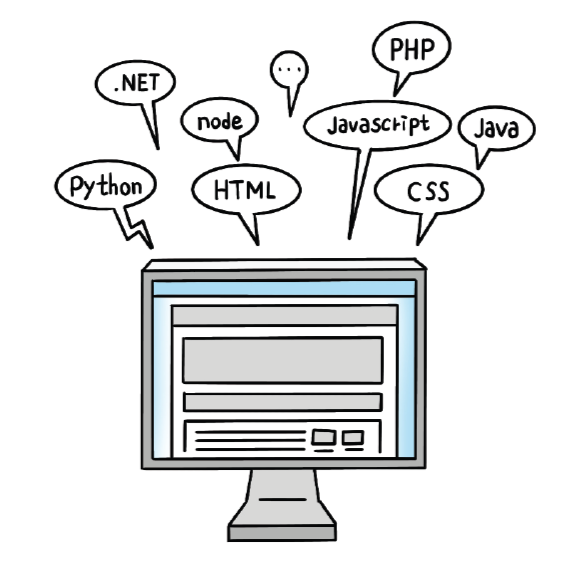 PHP
...
.NET
node
Javascript
Java
Python
HTML
CSS